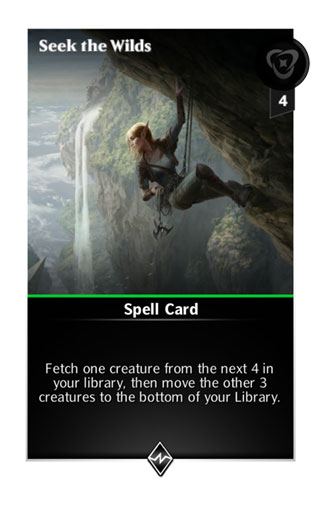 Seek the Wilds
4
Spell Card
Fetch one creature from the next 4 in
your library, then move the other 3
creatures to the bottom of your Library.